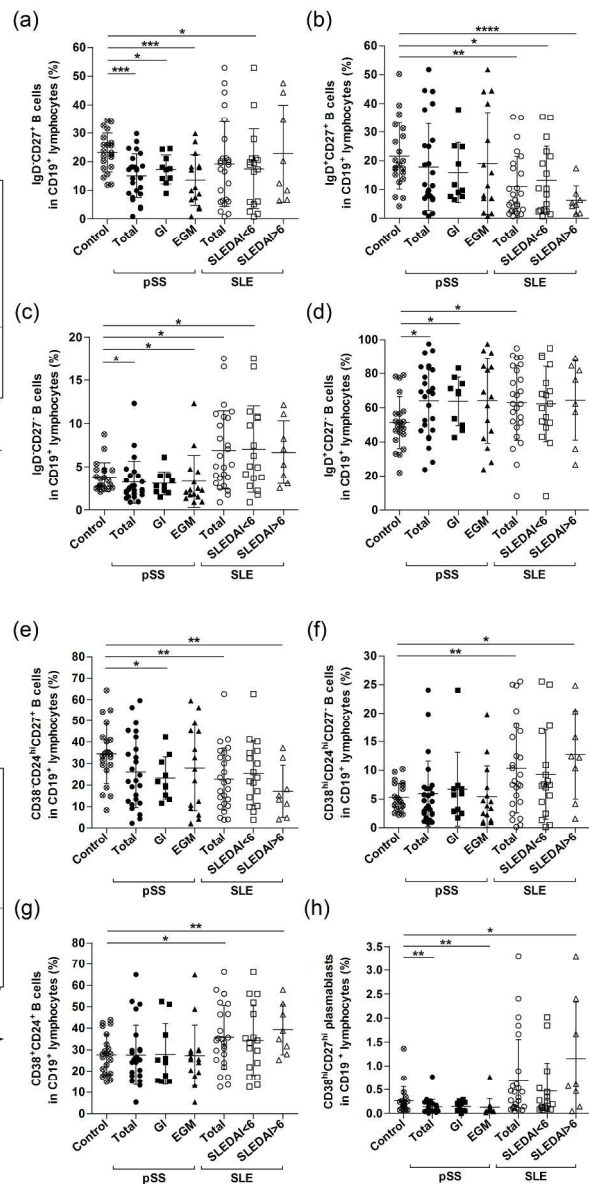 (a)
*
***
*
***
IgD-CD27+ B cells
in CD19+ lymphocytes (%)
60
50
40
30
20
10
0
Control
Total
GI
EGM
Total
SLEDAI<6
SLEDAI>6
pSS
SLE
(b)
****
*
**
IgD+CD27+ B cells
in CD19+ lymphocytes (%)
60
50
40
30
20
10
0
Control
Total
GI
EGM
Total
SLEDAI<6
SLEDAI>6
pSS
SLE
(c)
*
*
*
*
IgD-CD27- B cells
in CD19+ lymphocytes (%)
20
15
10
5
0
Control
Total
GI
EGM
Total
SLEDAI<6
SLEDAI>6
pSS
SLE
(d)
*
*
*
IgD+CD27- B cells
in CD19+ lymphocytes (%)
100
80
60
40
20
0
Control
Total
GI
EGM
Total
SLEDAI<6
SLEDAI>6
pSS
SLE
(e)
**
**
*
CD38-CD24hiCD27+ B cells
in CD19+ lymphocytes (%)
80
70
60
50
40
30
20
10
0
Control
Total
GI
EGM
Total
SLEDAI<6
SLEDAI>6
pSS
SLE
(f)
*
**
CD38hiCD24hiCD27- B cells
in CD19+ lymphocytes (%)
30
25
20
15
10
5
0
Control
Total
GI
EGM
Total
SLEDAI<6
SLEDAI>6
pSS
SLE
(g)
**
*
CD38+CD24+ B cells
in CD19+ lymphocytes (%)
80
70
60
50
40
30
20
10
0
Control
Total
GI
EGM
Total
SLEDAI<6
SLEDAI>6
pSS
SLE
(h)
*
**
**
CD38hiCD27hi plasmablasts
in CD19 + lymphocytes (%)
3.5
3.0
2.5
2.0
1.5
1.0
0.5
0.0
Control
Total
GI
EGM
Total
SLEDAI<6
SLEDAI>6
pSS
SLE